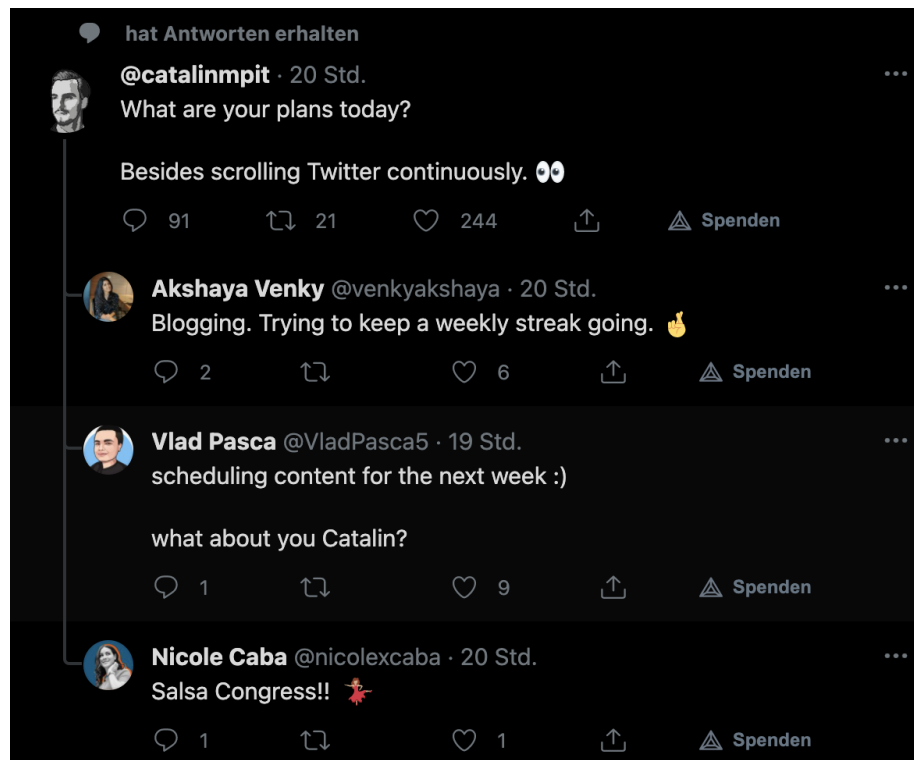 hat Antworten erhalten
@catalinmpit · 20 Std.
What are your plans today?
Besides scrolling Twitter continuously. 👀
91 21 244 Spenden
Akshaya Venky @venkyakshaya · 20 Std.
Blogging. Trying to keep a weekly streak going. 🤞
2 6 Spenden
Vlad Pasca @VladPasca5 · 19 Std.
scheduling content for the next week :)
what about you Catalin?
1 9 Spenden
Nicole Caba @nicolexcaba · 20 Std.
Salsa Congress!! 💃
1 1 Spenden